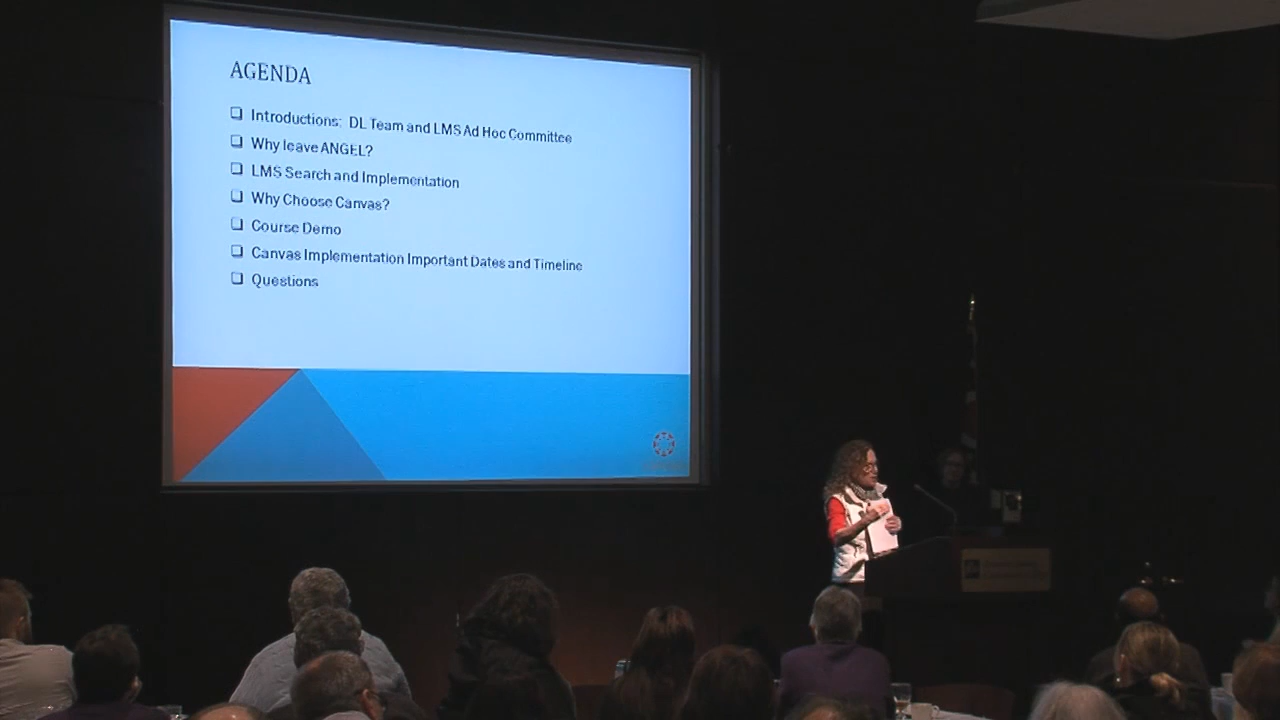 AGENDA
❑ Introductions: DL Team and LMS Ad Hoc Committee
❑ Why leave ANGEL?
❑ LMS Search and Implementation
❑ Why Choose Canvas?
❑ Course Demo
❑ Canvas Implementation Important Dates and Timeline
❑ Questions